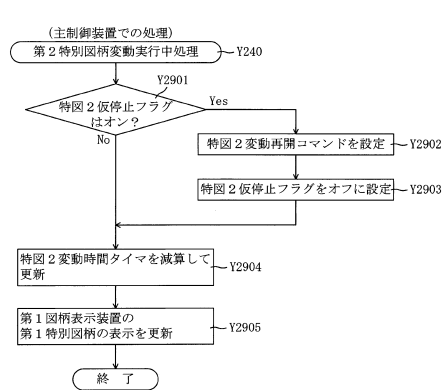 (主制御装置での処理)
第2特別図柄変動実行中処理
Y240
Y2901
特図2仮停止フラグ
はオン?
Yes
No
特図2変動再開コマンドを設定
Y2902
特図2仮停止フラグをオフに設定
Y2903
特図2変動時間タイマを減算して
更新
Y2904
第1図柄表示装置の
第1特別図柄の表示を更新
Y2905
終 了